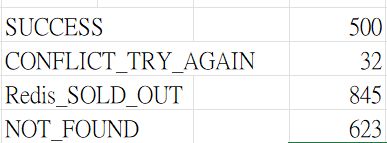 SUCCESS 500
CONFLICT_TRY_AGAIN 32
Redis_SOLD_OUT 845
NOT_FOUND 623